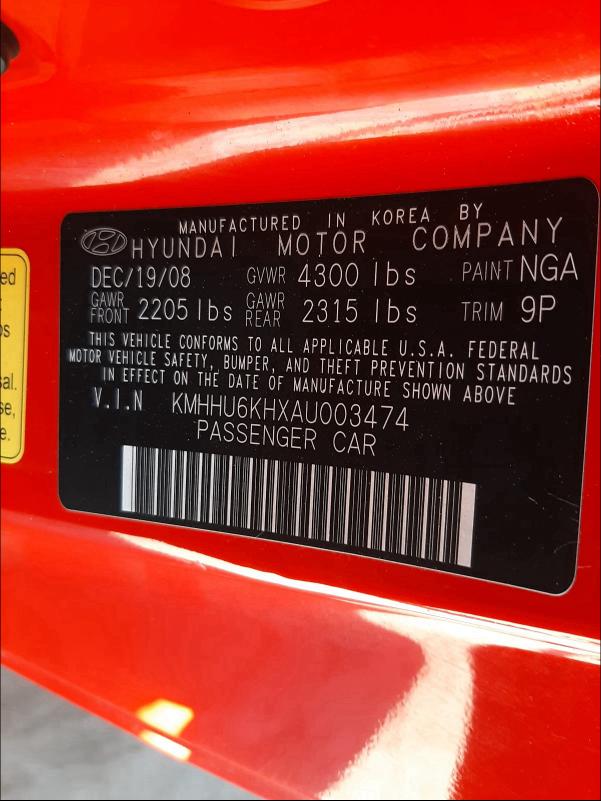 MANUFACTURED IN KOREA BY
HYUNDAI MOTOR COMPANY
DEC/19/08 GVWR 4300 lbs PAINT NGA
GAWR FRONT 2205 lbs GAWR REAR 2315 lbs TRIM 9P
THIS VEHICLE CONFORMS TO ALL APPLICABLE U.S.A. FEDERAL
MOTOR VEHICLE SAFETY, BUMPER, AND THEFT PREVENTION STANDARDS
IN EFFECT ON THE DATE OF MANUFACTURE SHOWN ABOVE
V.I.N KMHHU6KHXAU003474
PASSENGER CAR